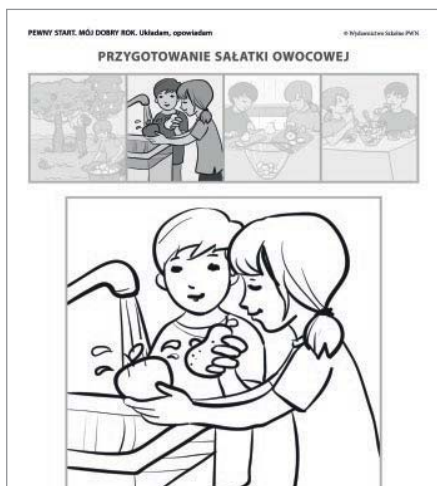 PEWNY START. MÓJ DOBRY ROK. Układam, opowiadam
© Wydawnictwo Szkolne PWN
PRZYGOTOWANIE SAŁATKI OWOCOWEJ